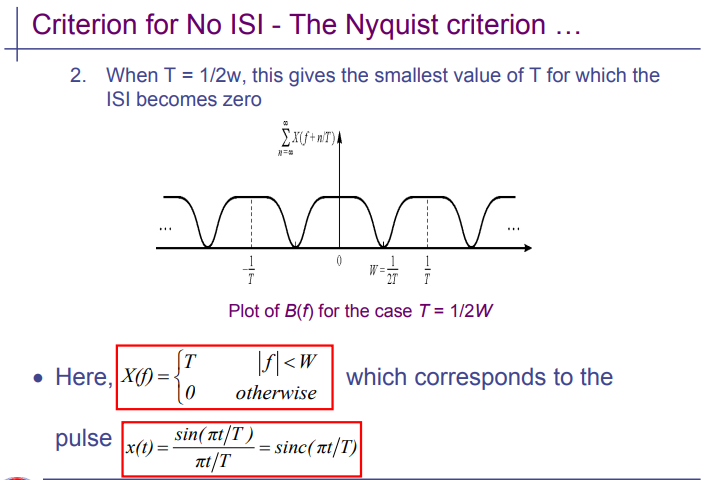 Criterion for No ISI - The Nyquist criterion …
2. When T = 1/2w, this gives the smallest value of T for which the
ISI becomes zero
∞
∑ X(f + n/T)
n=∞
... ...
-1/T 0 W = 1/2T 1/T
Plot of B(f) for the case T = 1/2W
• Here, X(f) = { T |f| < W
0 otherwise
which corresponds to the
pulse x(t) = sin(πt/T) / πt/T = sinc(πt/T)